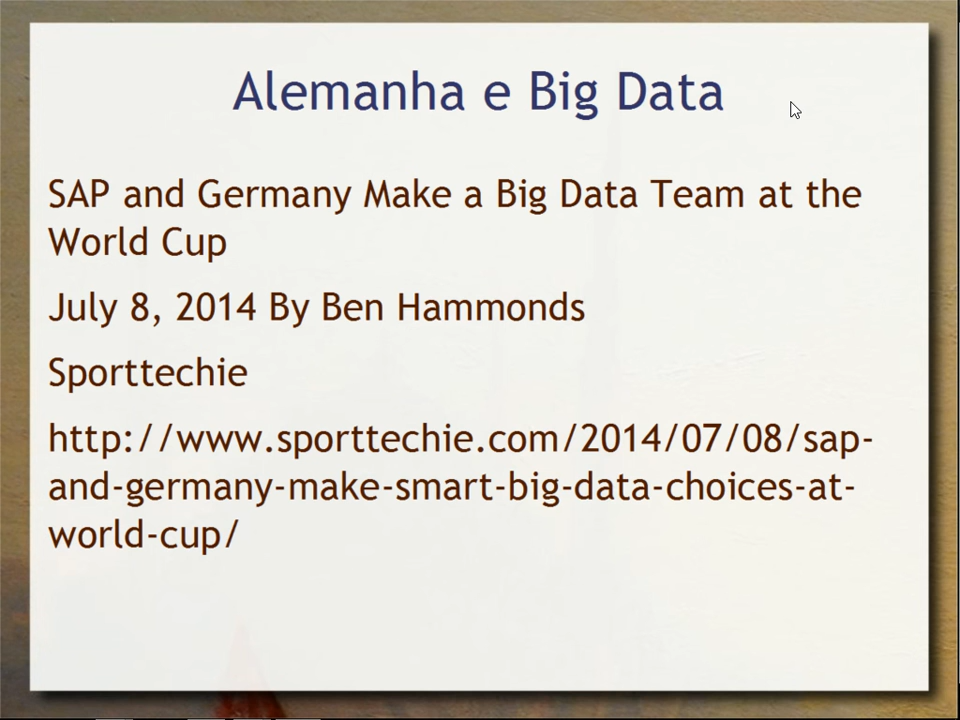 Alemanha e Big Data
SAP and Germany Make a Big Data Team at the
World Cup
July 8, 2014 By Ben Hammonds
Sporttechie
http://www.sporttechie.com/2014/07/08/sap-
and-germany-make-smart-big-data-choices-at-
world-cup/